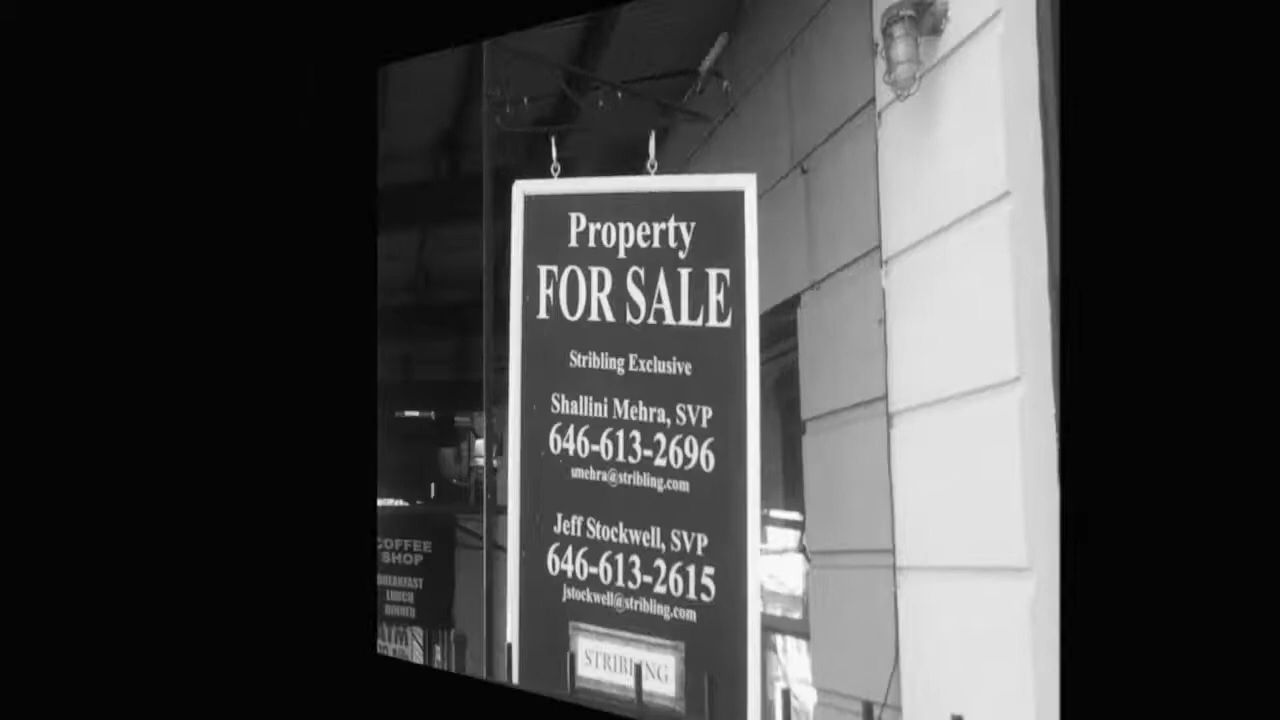 Property
FOR SALE
Stribling Exclusive
Shallini Mehra, SVP
646-613-2696
smehra@stribling.com
Jeff Stockwell, SVP
646-613-2615
jstockwell@stribling.com
STRIBLING
COFFEE
SHOP
BREAKFAST
LUNCH
DINNER